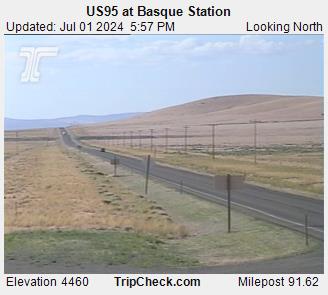 US95 at Basque Station
Updated: Jul 01 2024 5:57 PM Looking North
Elevation 4460 TripCheck.com Milepost 91.62